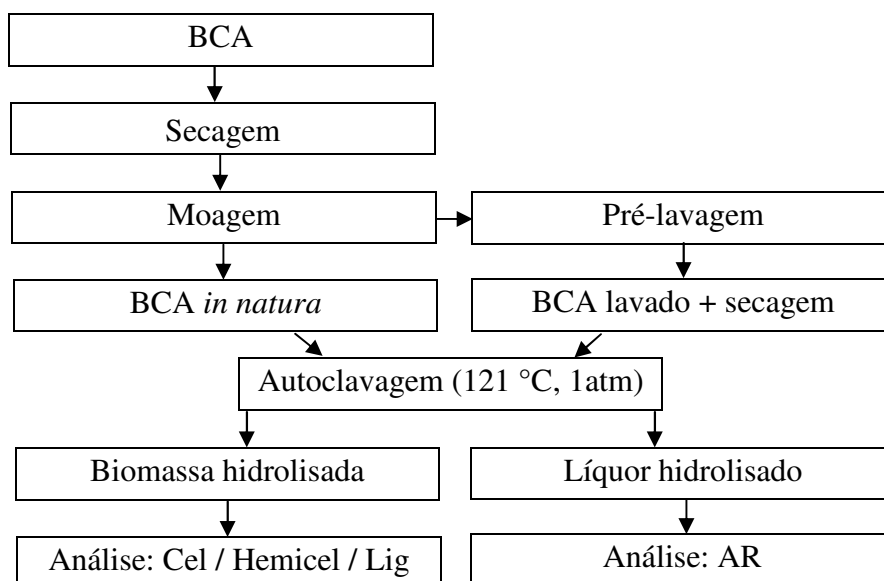 BCA
Secagem
Moagem
Pré-lavagem
BCA in natura
BCA lavado + secagem
Autoclavagem (121 °C, 1atm)
Biomassa hidrolisada
Líquor hidrolisado
Análise: Cel / Hemicel / Lig
Análise: AR